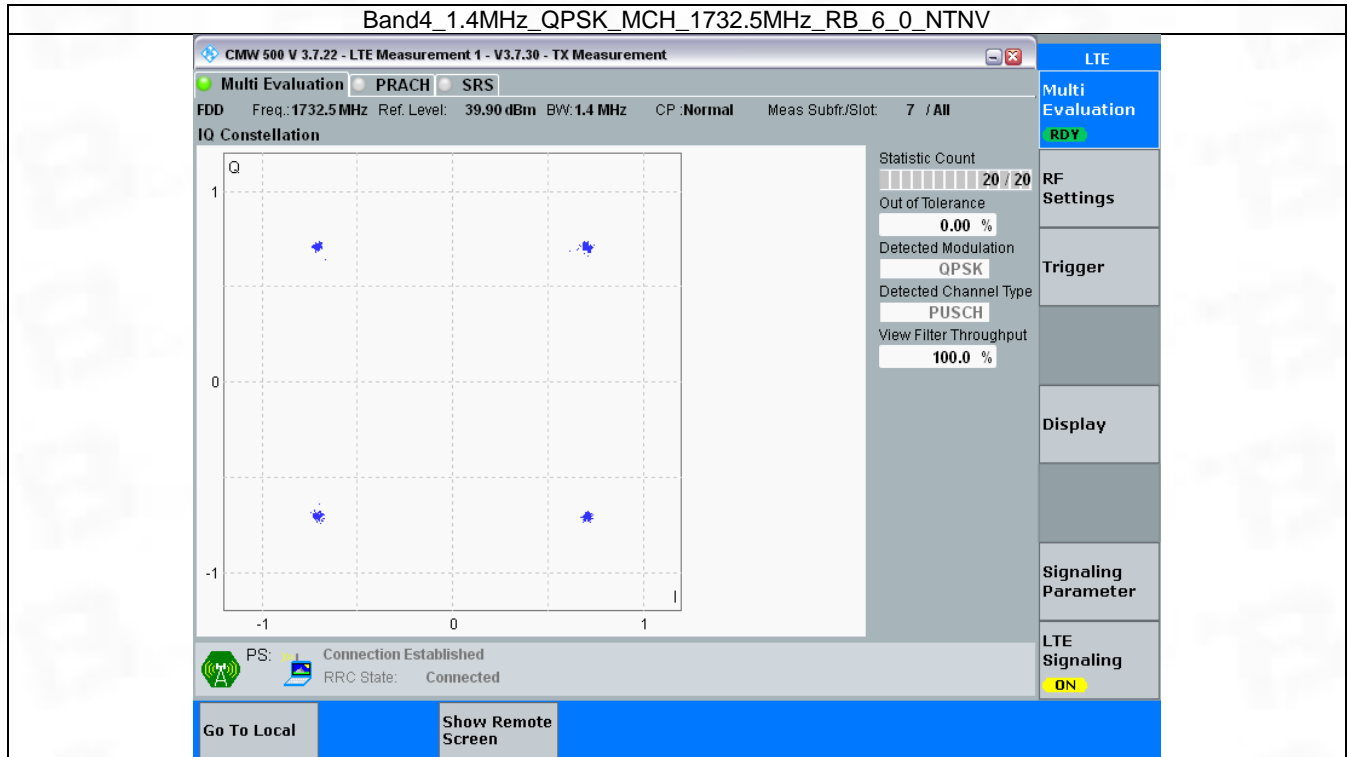 Band4_1.4MHz_QPSK_MCH_1732.5MHz_RB_6_0_NTNV
CMW 500 V 3.7.22 - LTE Measurement 1 - V3.7.30 - TX Measurement
Multi Evaluation PRACH SRS
FDD Freq.:1732.5 MHz Ref. Level: 39.90 dBm BW:1.4 MHz CP :Normal Meas Subfr./Slot: 7 / All
IQ Constellation
Q
1
0
-1
I
-1 0 1
Statistic Count
20 / 20
Out of Tolerance
0.00 %
Detected Modulation
QPSK
Detected Channel Type
PUSCH
View Filter Throughput
100.0 %
PS: Connection Established
RRC State: Connected
LTE
Multi
Evaluation
RDY
RF
Settings
Trigger
Display
Signaling
Parameter
LTE
Signaling
ON
Go To Local
Show Remote
Screen